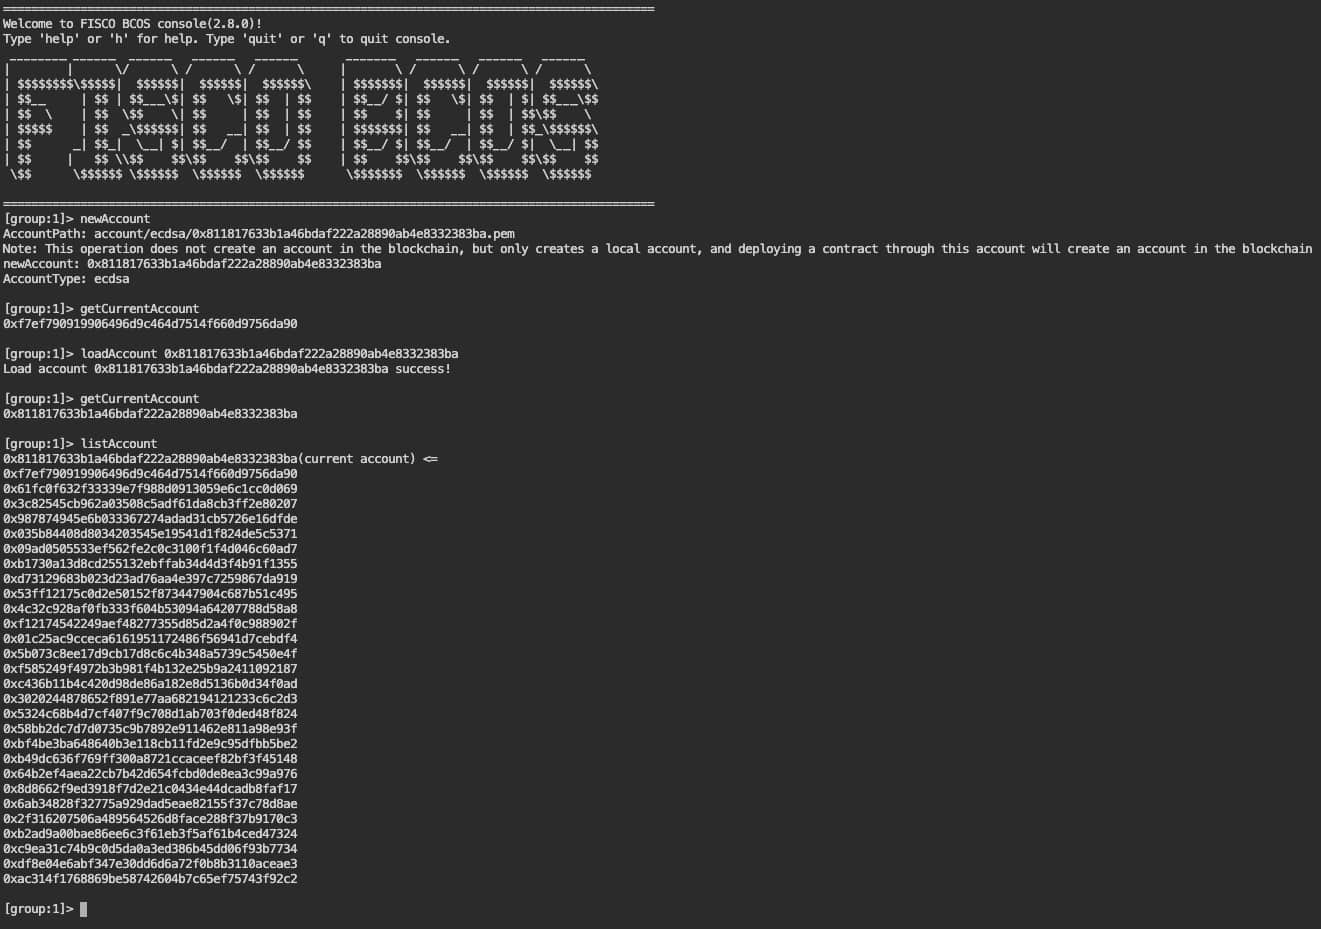 Welcome to FISCO BCOS console(2.8.0)!
Type 'help' or 'h' for help. Type 'quit' or 'q' to quit console.
FISCO BCOS
[group:1]> newAccount
AccountPath: account/ecdsa/0x811817633b1a46bdaf222a28890ab4e8332383ba.pem
Note: This operation does not create an account in the blockchain, but only creates a local account, and deploying a contract through this account will create an account in the blockchain
newAccount: 0x811817633b1a46bdaf222a28890ab4e8332383ba
AccountType: ecdsa
[group:1]> getCurrentAccount
0xf7ef790919906496d9c464d7514f660d9756da90
[group:1]> loadAccount 0x811817633b1a46bdaf222a28890ab4e8332383ba
Load account 0x811817633b1a46bdaf222a28890ab4e8332383ba success!
[group:1]> getCurrentAccount
0x811817633b1a46bdaf222a28890ab4e8332383ba
[group:1]> listAccount
0x811817633b1a46bdaf222a28890ab4e8332383ba(current account) <=
0xf7ef790919906496d9c464d7514f660d9756da90
0x61fc0f632f33339e7f988d0913059e6c1cc0d069
0x3c82545cb962a03508c5adf61da8cb3ff2e80207
0x987874945e6b033367274adad31cb5726e16dfde
0x035b84408d8034203545e19541d1f824de5c5371
0x09ad0505533ef562fe2c0c3100f1f4d046c60ad7
0xb1730a13d8cd255132ebffab34d4d3f4b91f1355
0xd73129683b023d23ad76aa4e397c7259867da919
0x53ff12175c0d2e50152f873447904c687b51c495
0x4c32c928af0fb333f604b53094a64207788d58a8
0xf12174542249aef48277355d85d2a4f0c988902f
0x01c25ac9cceca6161951172486f56941d7cebdf4
0x5b073c8ee17d9cb17d8c6c4b348a5739c5450e4f
0xf585249f4972b3b981f4b132e25b9a2411092187
0xc436b11b4c420d98de86a182e8d5136b0d34f0ad
0x3020244878652f891e77aa682194121233c6c2d3
0x5324c68b4d7cf407f9c708d1ab703f0ded48f824
0x58bb2dc7d7d0735c9b7892e911462e811a98e93f
0xbf4be3ba648640b3e118cb11fd2e9c95dfbb5be2
0xb49dc636f769ff300a8721ccaceef82bf3f45148
0x64b2ef4aea22cb7b42d654fcbd0de8ea3c99a976
0x8d8662f9ed3918f7d2e21c0434e44dcadb8faf17
0x6ab34828f32775a929dad5eae82155f37c78d8ae
0x2f316207506a489564526d8face288f37b9170c3
0xb2ad9a00bae86ee6c3f61eb3f5af61b4ced47324
0xc9ea31c74b9c0d5da0a3ed386b45dd06f93b7734
0xdf8e04e6abf347e30dd6d6a72f0b8b3110aceae3
0xac314f1768869be58742604b7c65ef75743f92c2
[group:1]>